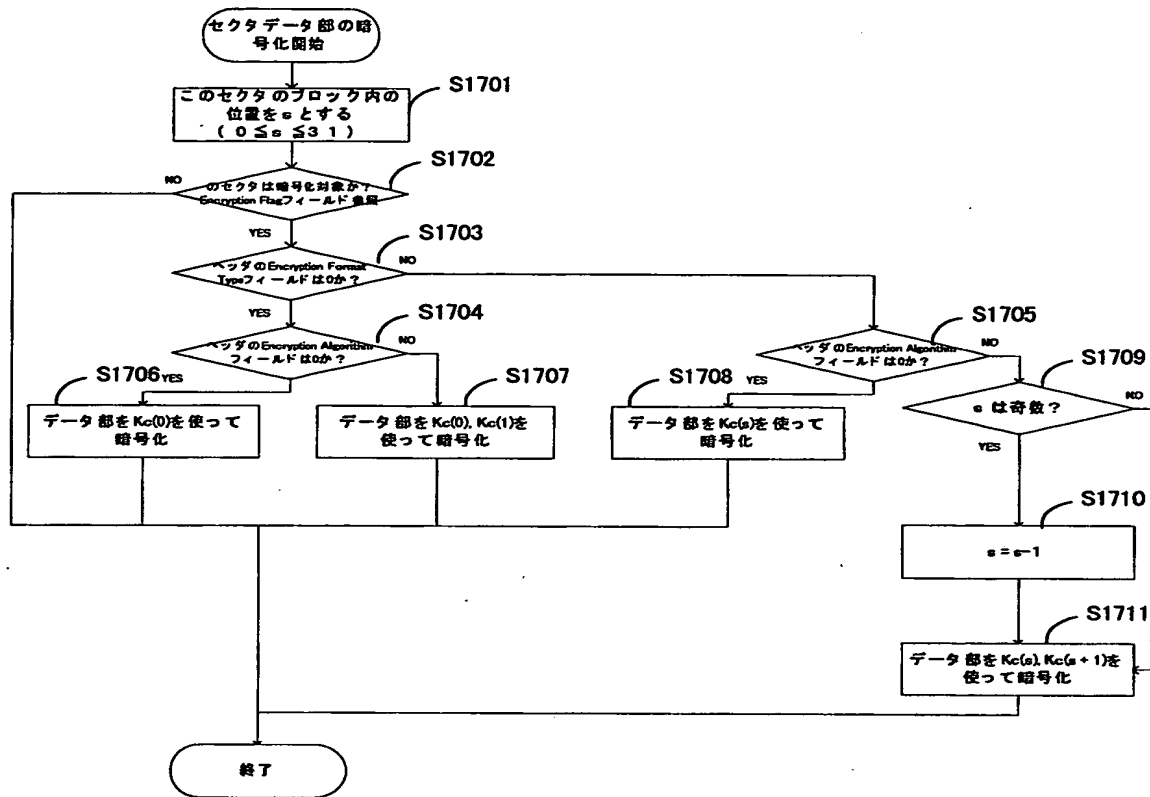 セクタデータ部の暗
号化開始
S1701
このセクタのブロック内の
位置をsとする
( 0 ≦s ≦3 1 )
S1702
NO
のセクタは暗号化対象か?
Encryption Flagフィールド参照
YES
S1703
NO
ヘッダのEncryption Format
Typeフィールドは0か?
YES
S1704
NO
ヘッダのEncryption Algorithm
フィールドは0か?
S1705
NO
ヘッダのEncryption Algorithm
フィールドは0か?
S1706
YES
データ部をKc(0)を使って
暗号化
S1707
データ部をKc(0), Kc(1)を
使って暗号化
S1708
YES
データ部をKc(s)を使って
暗号化
S1709
NO
s は奇数?
YES
S1710
s = s-1
S1711
データ部をKc(s), Kc(s + 1)を
使って暗号化
終了